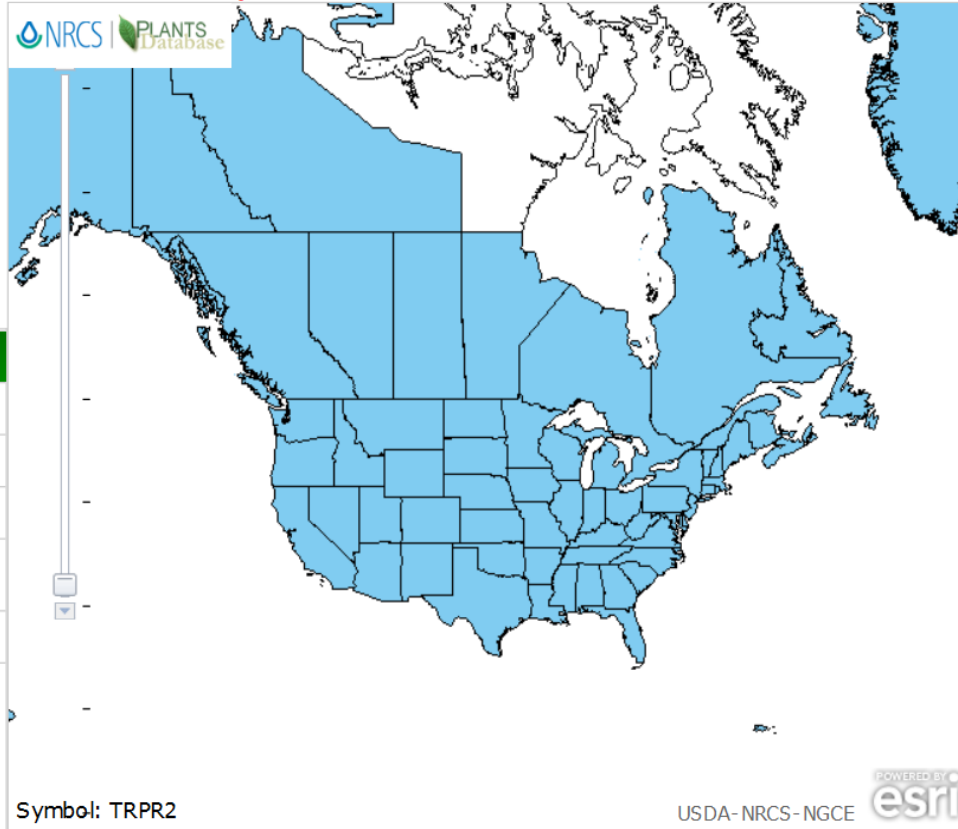 NRCS | PLANTS
Database
Symbol: TRPR2
USDA-NRCS-NGCE
POWERED BY
esri